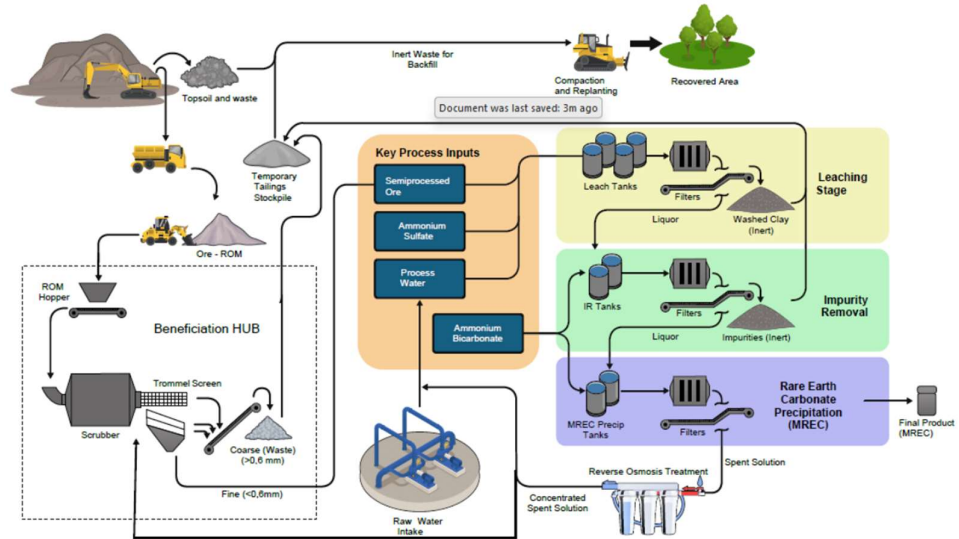 Inert Waste for
Backfill
Topsoil and waste
Compaction
and Replanting
Recovered Area
Document was last saved: 3m ago
Temporary
Tailings
Stockpile
Key Process Inputs
Semiprocessed
Ore
Ammonium
Sulfate
Process
Water
Ammonium
Bicarbonate
Leach Tanks
Filters
Liquor
Washed Clay
(Inert)
Leaching
Stage
Ore - ROM
ROM
Hopper
Beneficiation HUB
IR Tanks
Filters
Liquor
Impurities (Inert)
Impurity
Removal
Trommel Screen
Scrubber
Coarse (Waste)
(>0,6 mm)
Fine (<0,6mm)
MREC Precip
Tanks
Filters
Rare Earth
Carbonate
Precipitation
(MREC)
Final Product
(MREC)
Spent Solution
Reverse Osmosis Treatment
Concentrated
Spent Solution
Raw Water
Intake